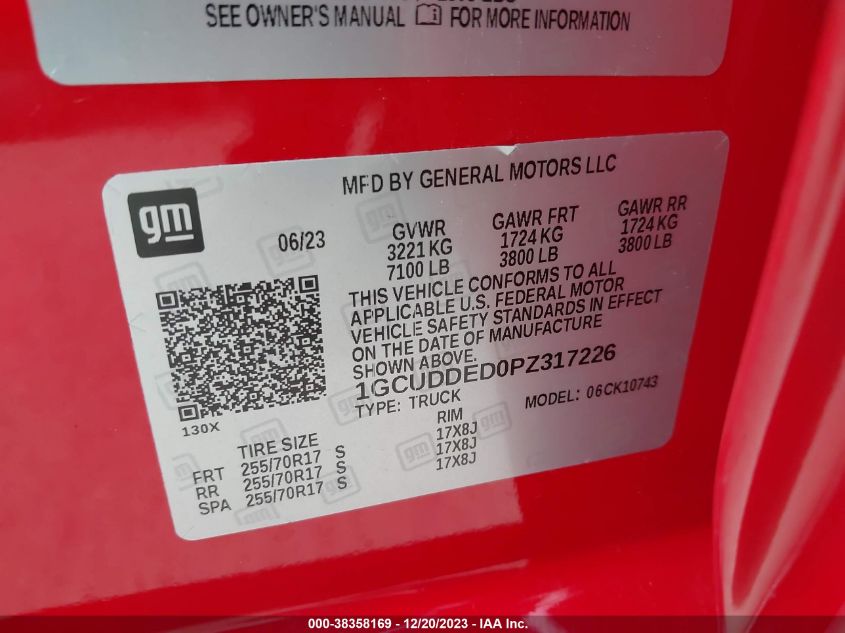 SEE OWNER'S MANUAL FOR MORE INFORMATION
MFD BY GENERAL MOTORS LLC
gm
06/23
GVWR
3221 KG
7100 LB
GAWR FRT
1724 KG
3800 LB
GAWR RR
1724 KG
3800 LB
THIS VEHICLE CONFORMS TO ALL
APPLICABLE U.S. FEDERAL MOTOR
VEHICLE SAFETY STANDARDS IN EFFECT
ON THE DATE OF MANUFACTURE
SHOWN ABOVE.
1GCUDDED0PZ317226
TYPE: TRUCK
MODEL: 06CK10743
130X
TIRE SIZE
RIM
FRT 255/70R17 S 17X8J
RR 255/70R17 S 17X8J
SPA 255/70R17 S 17X8J
000-38358169 - 12/20/2023 - IAA Inc.